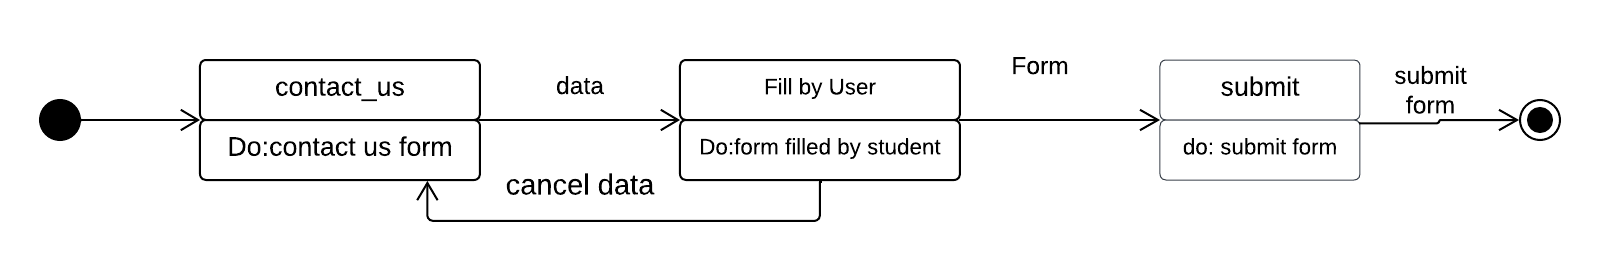 contact_us
Do:contact us form
data
cancel data
Fill by User
Do:form filled by student
Form
submit
do: submit form
submit
form